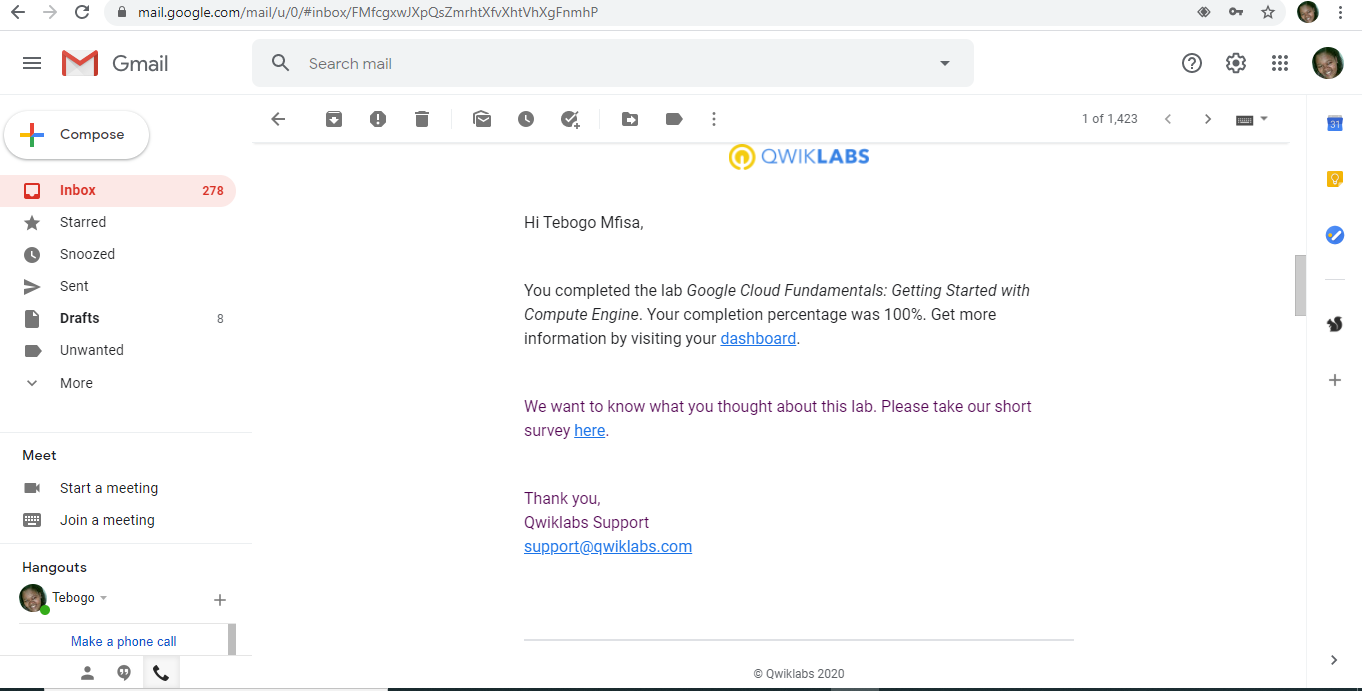 mail.google.com/mail/u/0/#inbox/FMfcgxwJXpQsZmrhtXfvXhtVhXgFnmhP
Gmail
Search mail
Compose
1 of 1,423
31
Inbox 278
Starred
Snoozed
Sent
Drafts 8
Unwanted
More
Meet
Start a meeting
Join a meeting
Hangouts
Tebogo
Make a phone call
QWIKLABS
Hi Tebogo Mfisa,
You completed the lab Google Cloud Fundamentals: Getting Started with
Compute Engine. Your completion percentage was 100%. Get more
information by visiting your dashboard.
We want to know what you thought about this lab. Please take our short
survey here.
Thank you,
Qwiklabs Support
support@qwiklabs.com
© Qwiklabs 2020